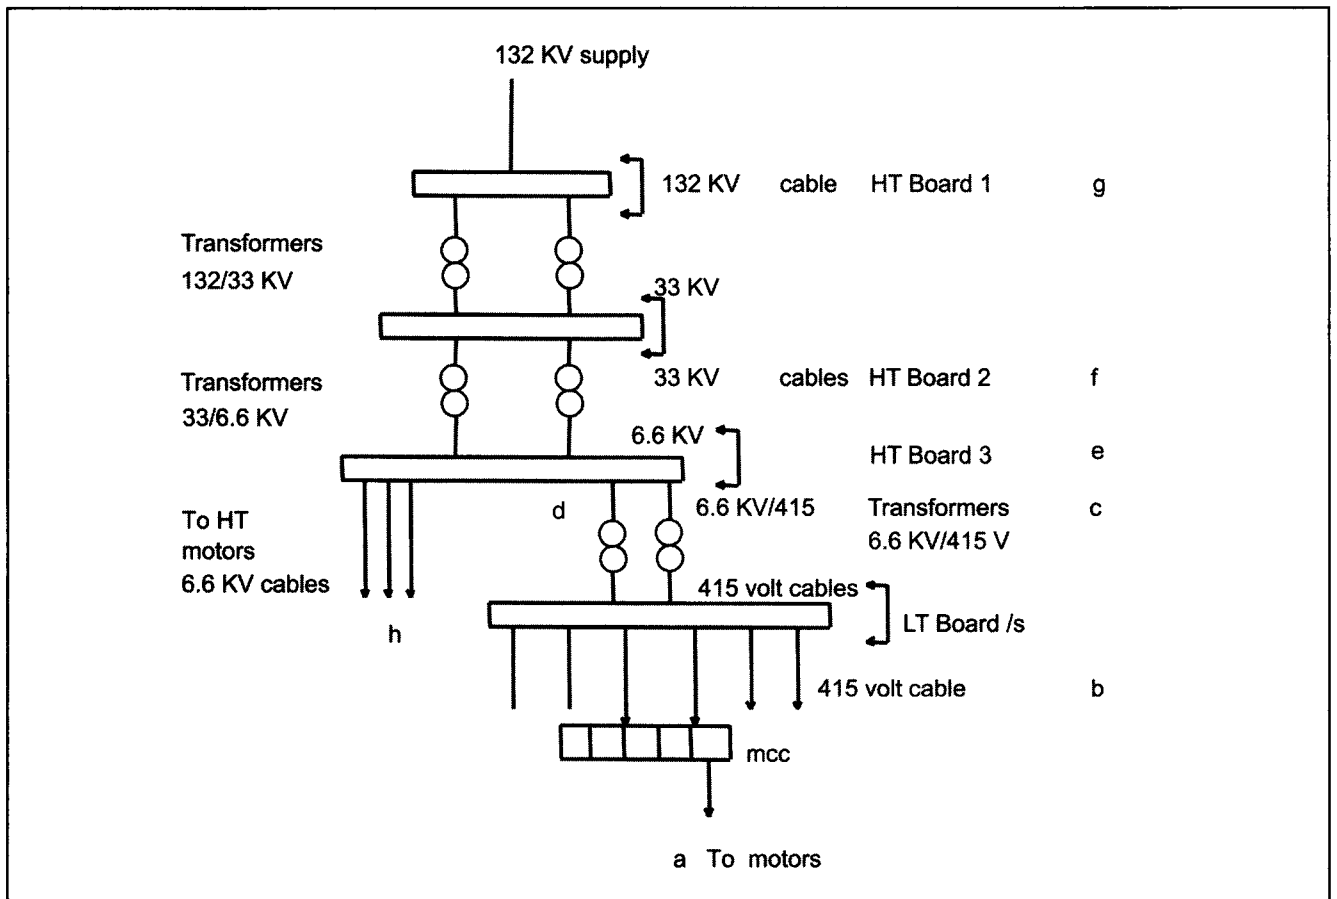 132 KV supply
132 KV cable HT Board 1 g
Transformers
132/33 KV
33 KV
33 KV cables HT Board 2 f
Transformers
33/6.6 KV
6.6 KV
HT Board 3 e
d 6.6 KV/415 Transformers c
6.6 KV/415 V
To HT
motors
6.6 KV cables
415 volt cables
h
LT Board /s
415 volt cable b
mcc
a To motors